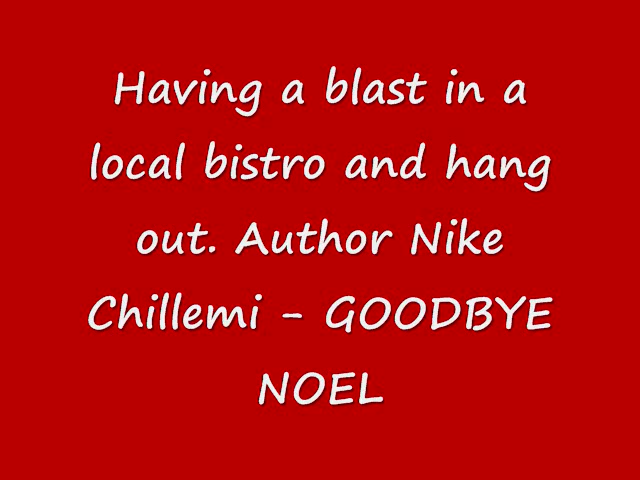 Having a blast in a
local bistro and hang
out. Author Nike
Chillemi - GOODBYE
NOEL